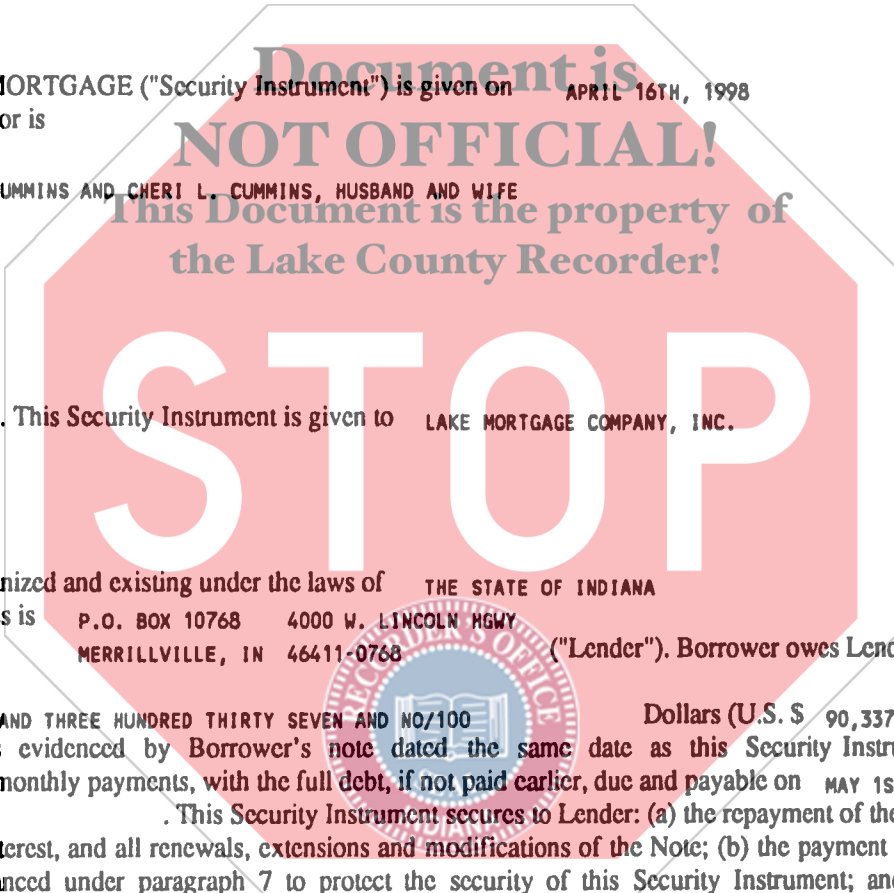 Document is
MORTGAGE ("Security Instrument") is given on APRIL 16TH, 1998
or is
NOT OFFICIAL!
UMMINS AND CHERI L. CUMMINS, HUSBAND AND WIFE
This Document is the property of
the Lake County Recorder!
STOP
. This Security Instrument is given to LAKE MORTGAGE COMPANY, INC.
nized and existing under the laws of THE STATE OF INDIANA
s is P.O. BOX 10768 4000 W. LINCOLN HGWY
MERRILLVILLE, IN 46411-0768 ("Lender"). Borrower owes Lend
RECORDER'S OFFICE
AND THREE HUNDRED THIRTY SEVEN AND NO/100 Dollars (U.S. $ 90,337
s evidenced by Borrower's note dated the same date as this Security Instru
monthly payments, with the full debt, if not paid earlier, due and payable on MAY 1S
. This Security Instrument secures to Lender: (a) the repayment of the
INDIANA
terest, and all renewals, extensions and modifications of the Note; (b) the payment
anced under paragraph 7 to protect the security of this Security Instrument; an